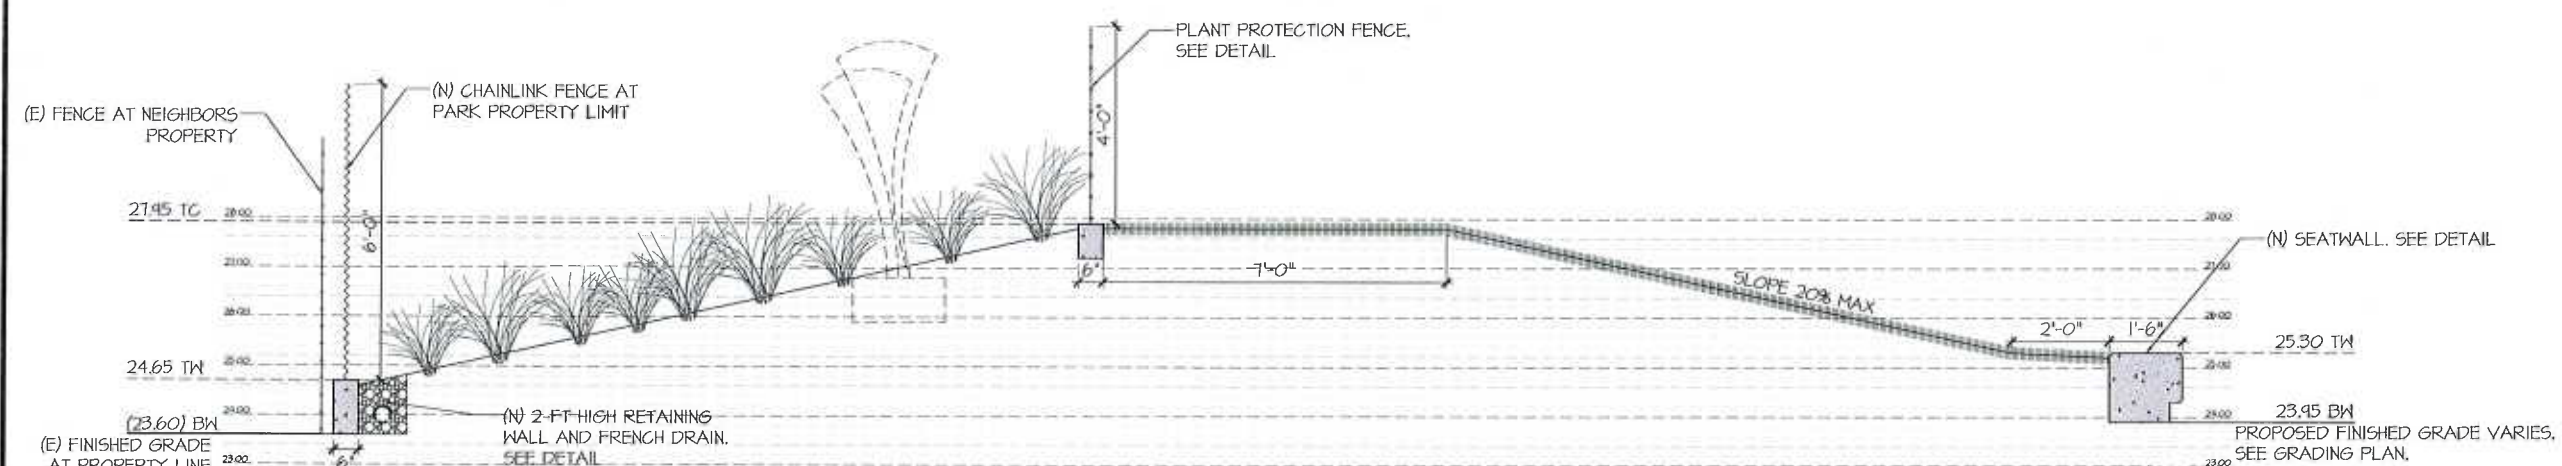 PLANT PROTECTION FENCE.
SEE DETAIL
(N) CHAINLINK FENCE AT
PARK PROPERTY LIMIT
(E) FENCE AT NEIGHBORS
PROPERTY
4'-0"
6'-0"
27.95 TC
28.00
28.00
27.00
27.00
26.00
26.00
25.00
25.00
24.00
24.00
23.00
23.00
6"
7'-0"
SLOPE 20% MAX
2'-0"
1'-6"
(N) SEATWALL. SEE DETAIL
25.30 TW
24.65 TW
(23.60) BW
(E) FINISHED GRADE
AT PROPERTY LINE
6"
(N) 2-FT HIGH RETAINING
WALL AND FRENCH DRAIN.
SEE DETAIL
23.95 BW
PROPOSED FINISHED GRADE VARIES.
SEE GRADING PLAN.